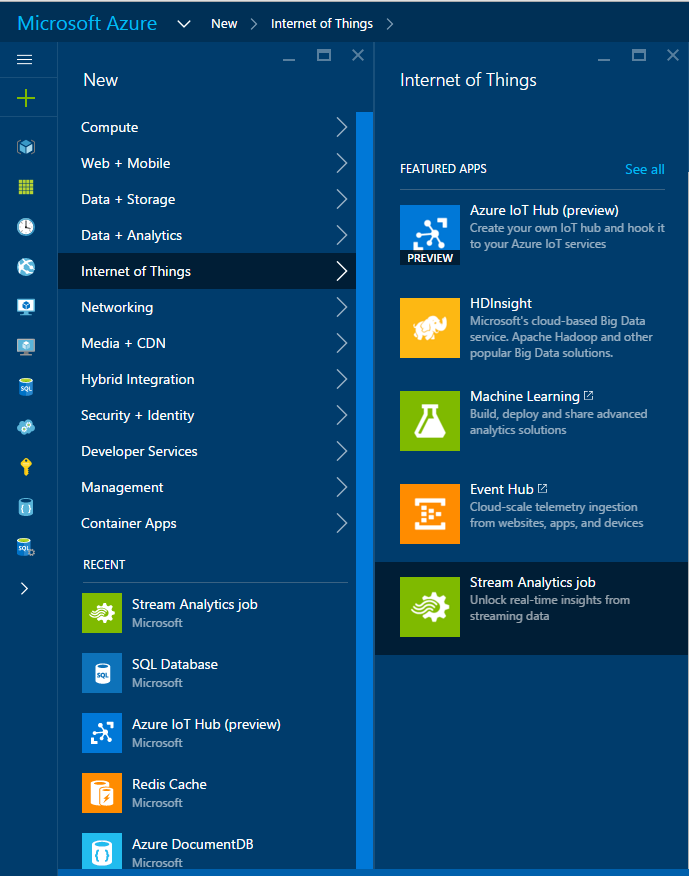 Microsoft Azure New Internet of Things
New
Compute
Web + Mobile
Data + Storage
Data + Analytics
Internet of Things
Networking
Media + CDN
Hybrid Integration
Security + Identity
Developer Services
Management
Container Apps
RECENT
Stream Analytics job
Microsoft
SQL Database
Microsoft
Azure IoT Hub (preview)
Microsoft
Redis Cache
Microsoft
Azure DocumentDB
Microsoft
Internet of Things
FEATURED APPS See all
Azure IoT Hub (preview)
Create your own IoT hub and hook it
to your Azure IoT services
PREVIEW
HDInsight
Microsoft's cloud-based Big Data
service. Apache Hadoop and other
popular Big Data solutions.
Machine Learning
Build, deploy and share advanced
analytics solutions
Event Hub
Cloud-scale telemetry ingestion
from websites, apps, and devices
Stream Analytics job
Unlock real-time insights from
streaming data
SQL
SQL
SQL